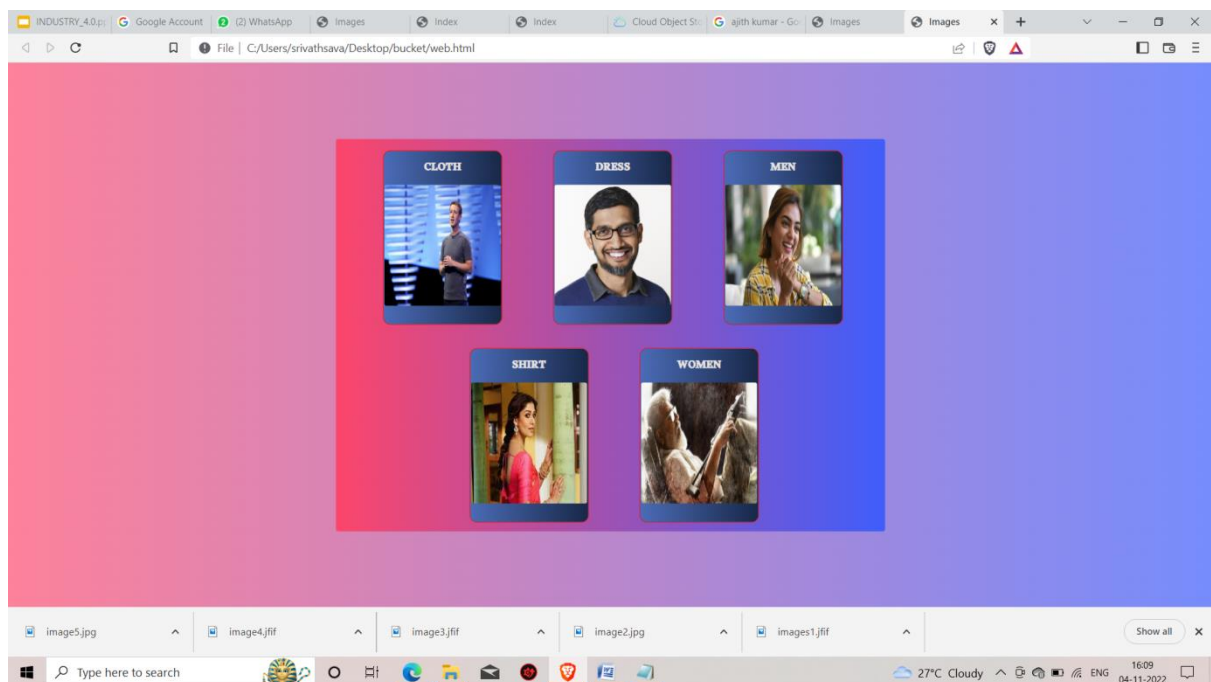 INDUSTRY_4.0.p
Google Account
(2) WhatsApp
Images
Index
Index
Cloud Object Sto
ajith kumar - Go
Images
Images
File | C:/Users/srivathsava/Desktop/bucket/web.html
CLOTH
DRESS
MEN
SHIRT
WOMEN
image5.jpg
image4.jfif
image3.jfif
image2.jpg
images1.jfif
Show all
Type here to search
27°C Cloudy
ENG
16:09
04-11-2022